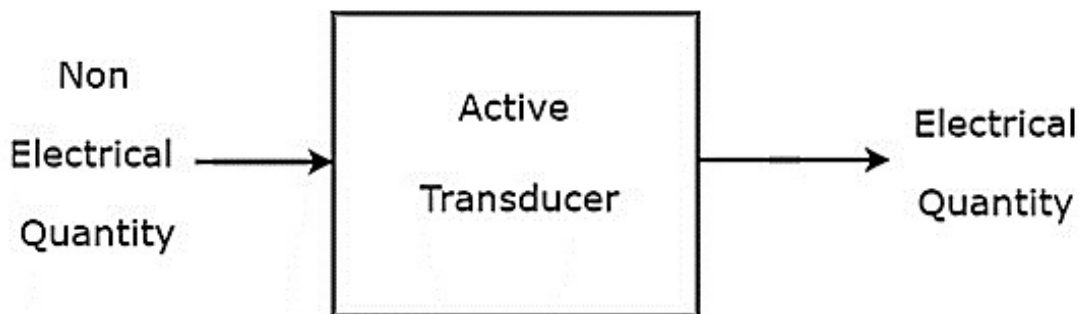 Non
Electrical
Quantity
Active
Transducer
Electrical
Quantity